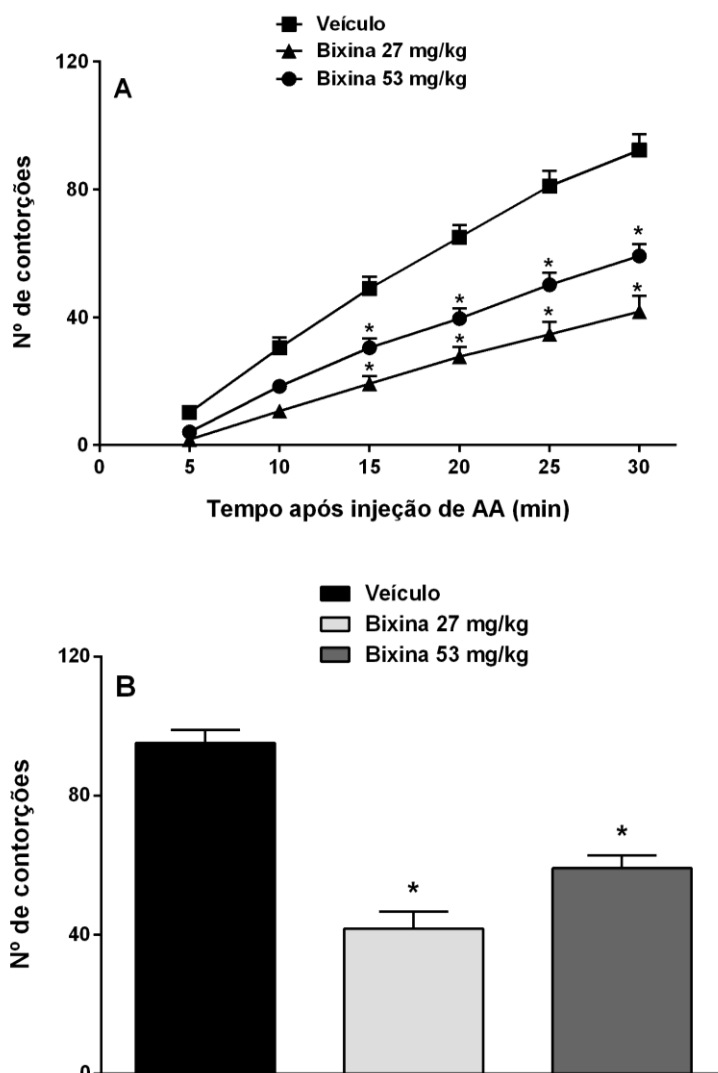 Veículo
Bixina 27 mg/kg
Bixina 53 mg/kg
120
A
80
40
0
Nº de contorções
* * * *
* * * *
0 5 10 15 20 25 30
Tempo após injeção de AA (min)
Veículo
Bixina 27 mg/kg
Bixina 53 mg/kg
120
B
80
40
0
Nº de contorções
* *